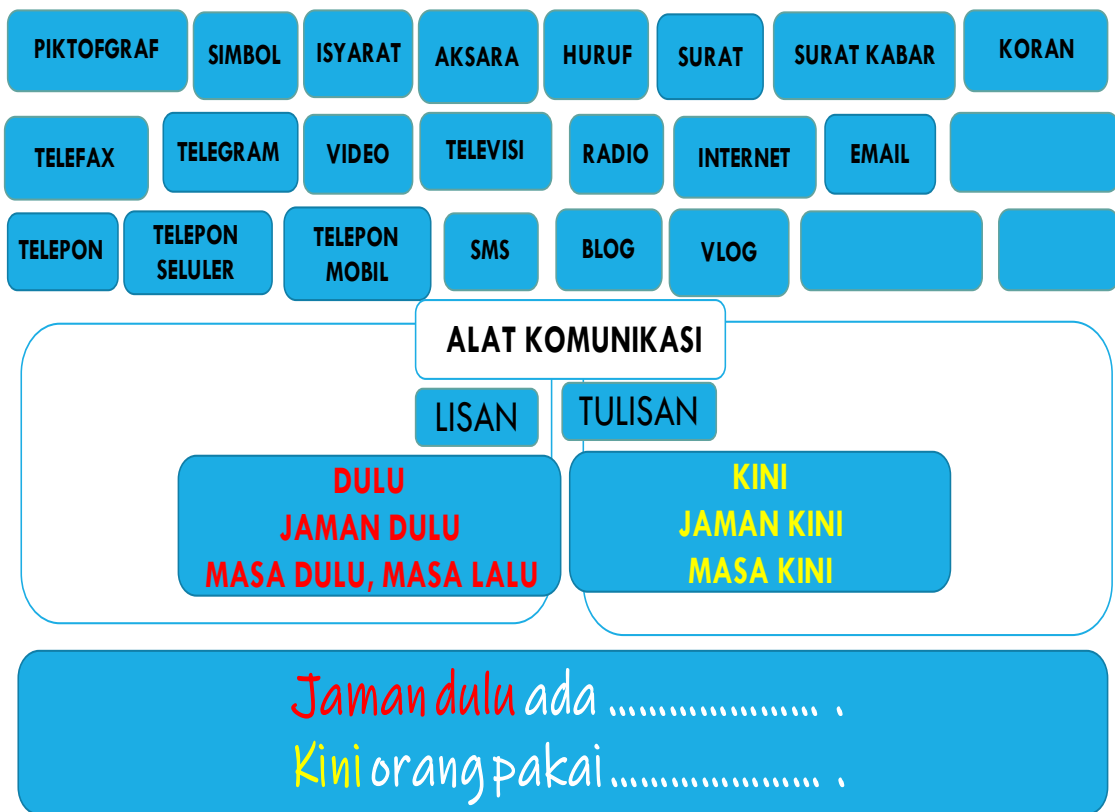 PIKTOFGRAF
SIMBOL
ISYARAT
AKSARA
HURUF
SURAT
SURAT KABAR
KORAN
TELEFAX
TELEGRAM
VIDEO
TELEVISI
RADIO
INTERNET
EMAIL
TELEPON
TELEPON
SELULER
TELEPON
MOBIL
SMS
BLOG
VLOG
ALAT KOMUNIKASI
LISAN
TULISAN
DULU
JAMAN DULU
MASA DULU, MASA LALU
KINI
JAMAN KINI
MASA KINI
Jaman dulu ada ..................... .
Kini orang pakai ..................... .